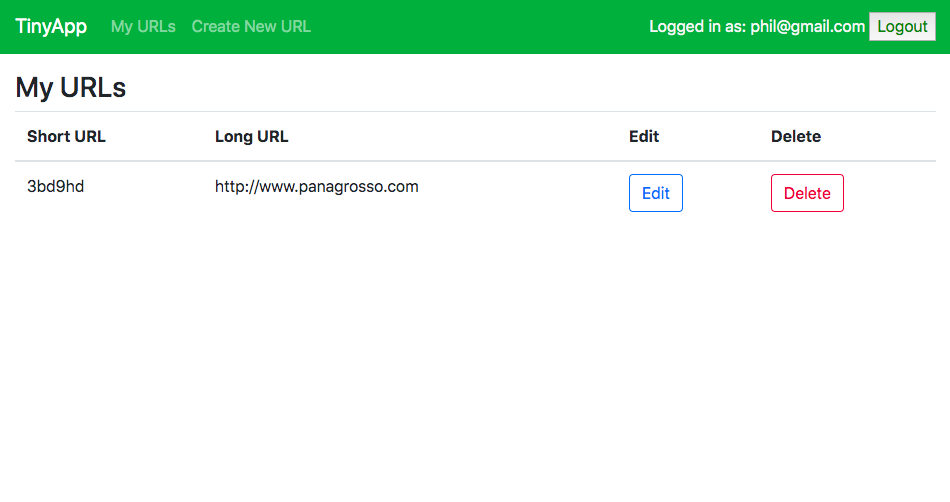 TinyApp My URLs Create New URL Logged in as: phil@gmail.com Logout
My URLs
Short URL Long URL Edit Delete
3bd9hd http://www.panagrosso.com Edit Delete